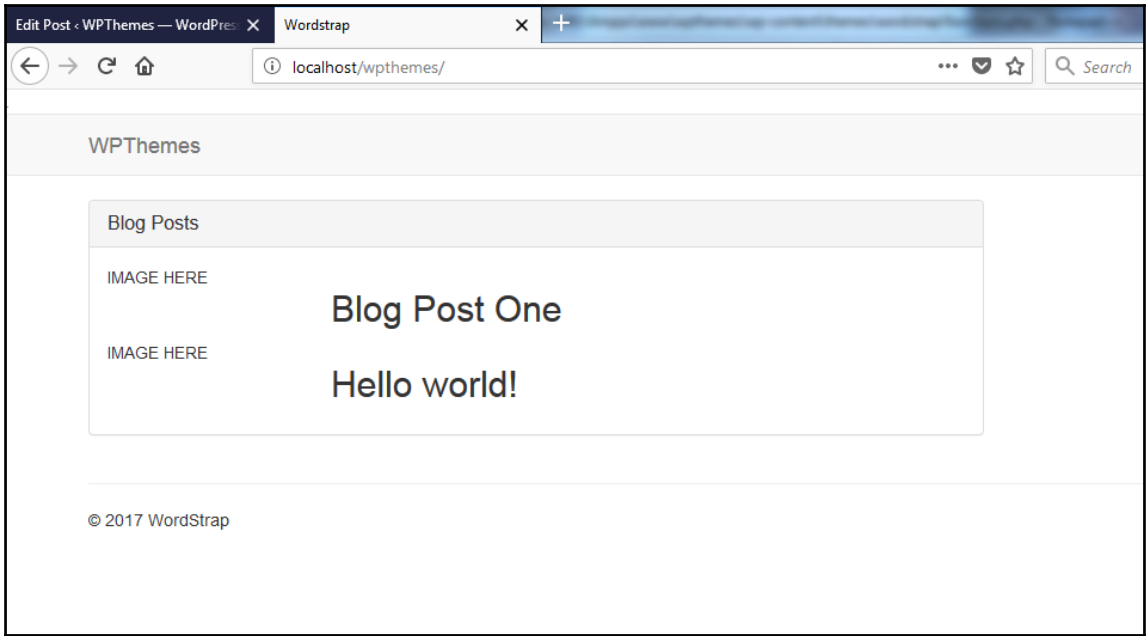 Edit Post ‹ WPThemes — WordPres
Wordstrap
localhost/wpthemes/
Search
WPThemes
Blog Posts
IMAGE HERE
Blog Post One
IMAGE HERE
Hello world!
© 2017 WordStrap